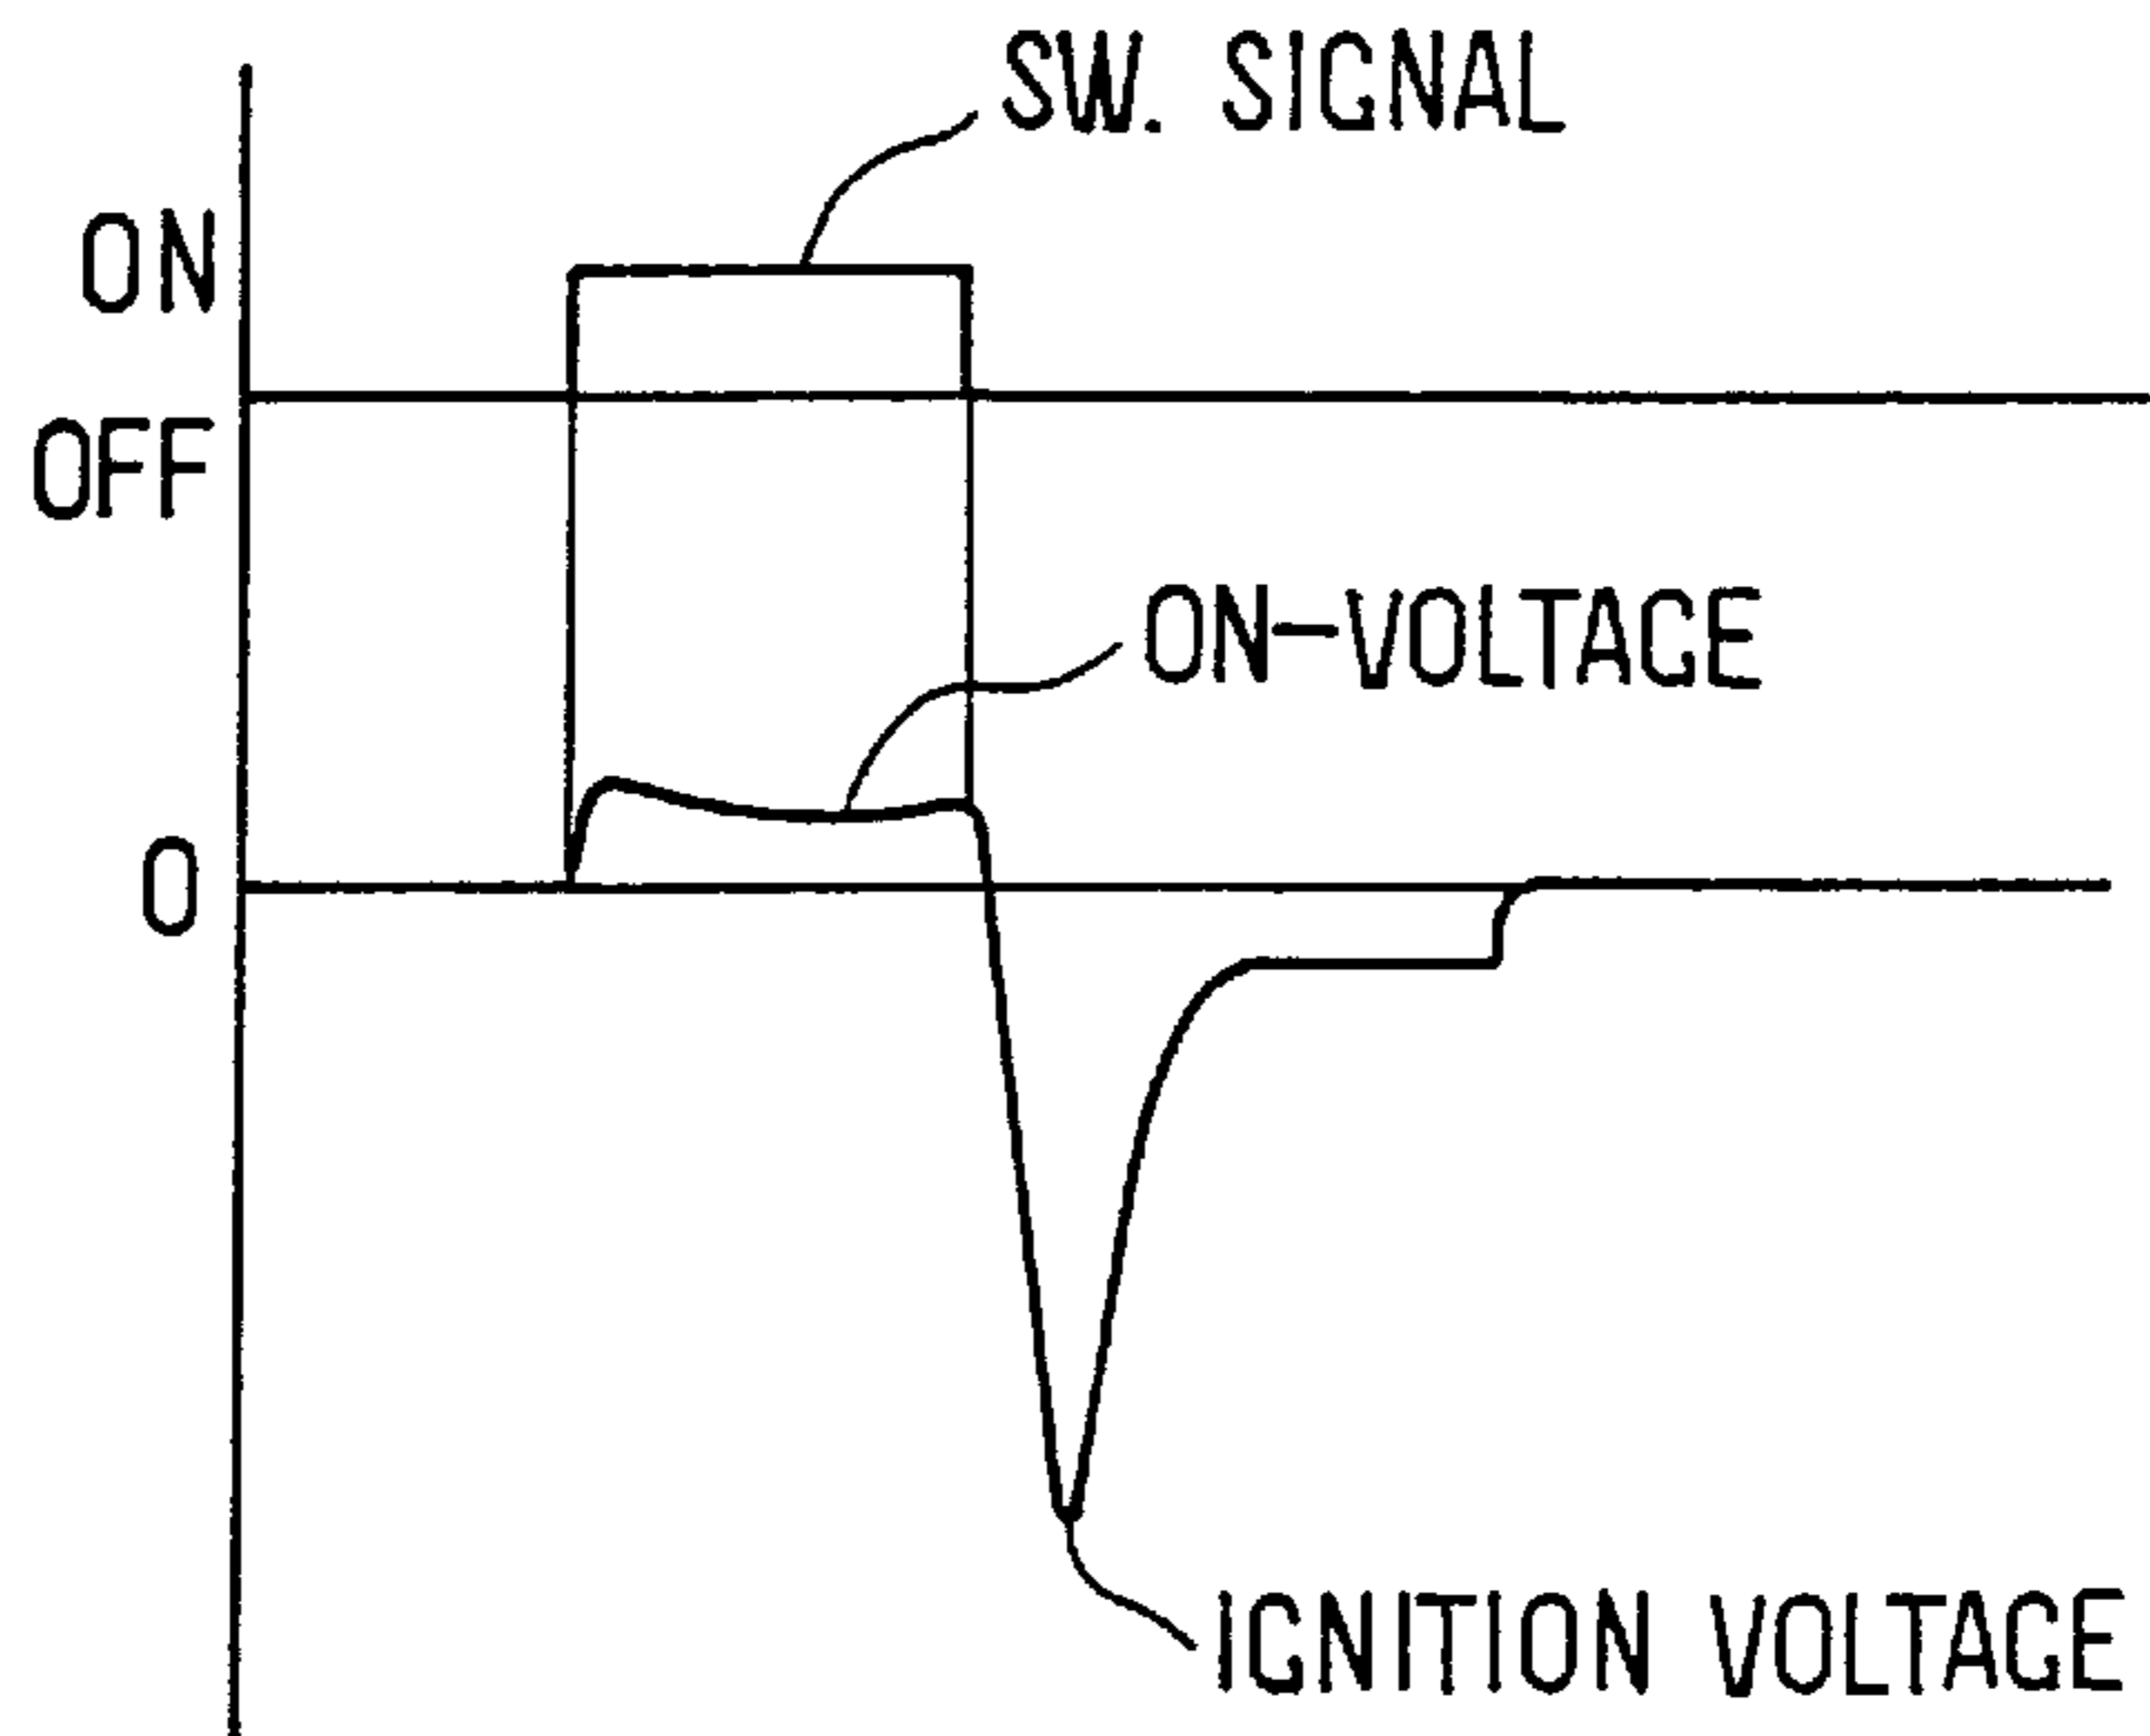 SW. SIGNAL
ON
OFF
ON-VOLTAGE
0
IGNITION VOLTAGE